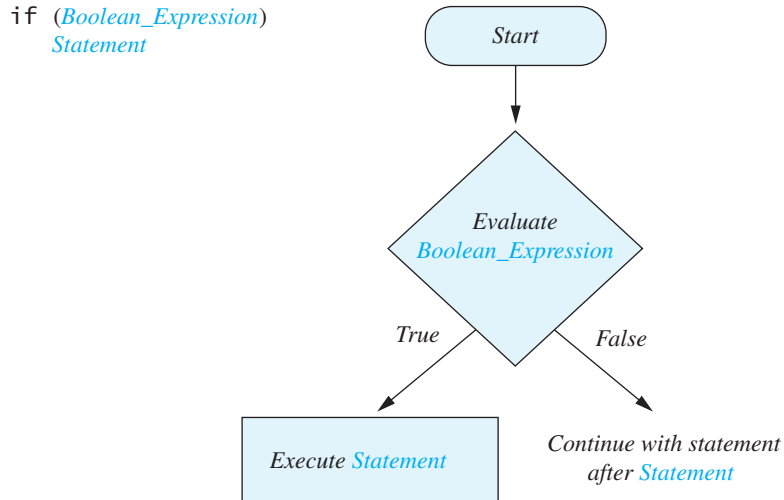 if (Boolean_Expression)
Statement
Start
Evaluate
Boolean_Expression
True
False
Execute Statement
Continue with statement
after Statement